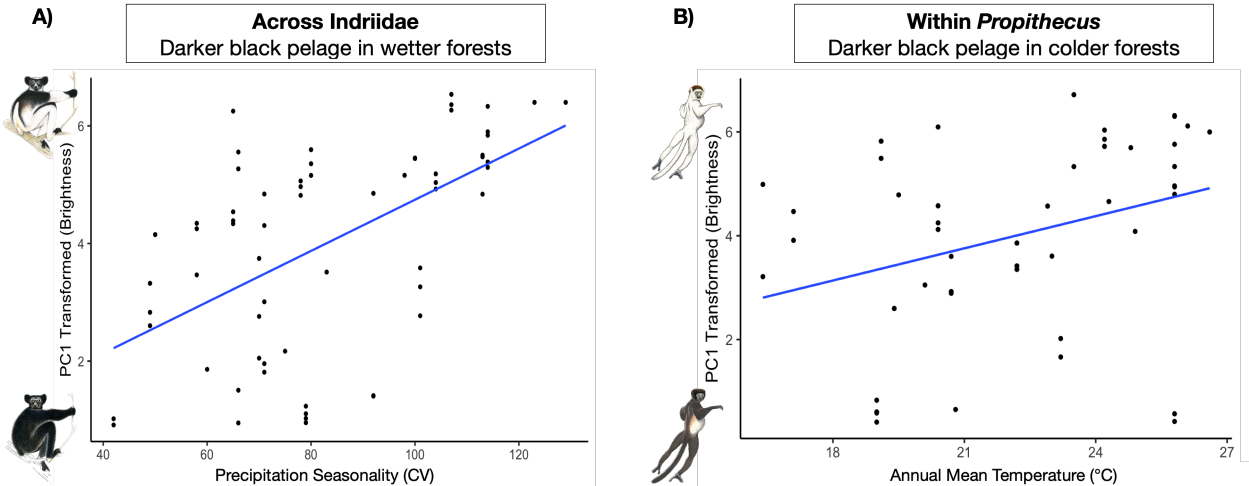 A)
Across Indriidae
Darker black pelage in wetter forests
PC1 Transformed (Brightness)
6
4
2
40 60 80 100 120
Precipitation Seasonality (CV)
B)
Within Propithecus
Darker black pelage in colder forests
PC1 Transformed (Brightness)
6
4
2
18 21 24 27
Annual Mean Temperature (°C)